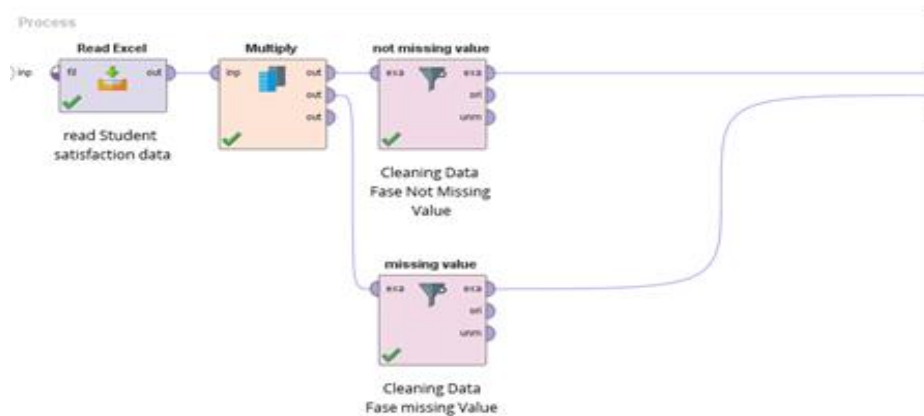 Process
Read Excel
Multiply
not missing value
inp
fil
out
inp
out
out
out
exa
exa
ori
unm
read Student
satisfaction data
Cleaning Data
Fase Not Missing
Value
missing value
exa
exa
ori
unm
Cleaning Data
Fase missing Value